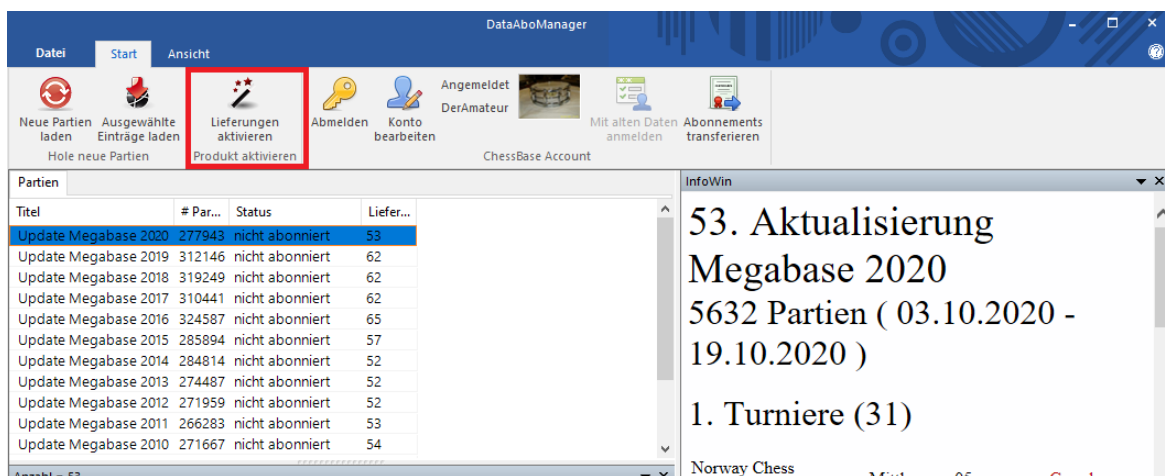 DataAboManager
Datei Start Ansicht
Neue Partien laden
Ausgewählte Einträge laden
Hole neue Partien
Lieferungen aktivieren
Produkt aktivieren
Abmelden
Konto bearbeiten
Angemeldet
DerAmateur
Mit alten Daten anmelden
Abonnements transferieren
ChessBase Account
Partien
Titel # Par... Status Liefer...
Update Megabase 2020 277943 nicht abonniert 53
Update Megabase 2019 312146 nicht abonniert 62
Update Megabase 2018 319249 nicht abonniert 62
Update Megabase 2017 310441 nicht abonniert 62
Update Megabase 2016 324587 nicht abonniert 65
Update Megabase 2015 285894 nicht abonniert 57
Update Megabase 2014 284814 nicht abonniert 52
Update Megabase 2013 274487 nicht abonniert 52
Update Megabase 2012 271959 nicht abonniert 52
Update Megabase 2011 266283 nicht abonniert 53
Update Megabase 2010 271667 nicht abonniert 54
Anzahl = 53
InfoWin
53. Aktualisierung
Megabase 2020
5632 Partien ( 03.10.2020 -
19.10.2020 )
1. Turniere (31)
Norway Chess